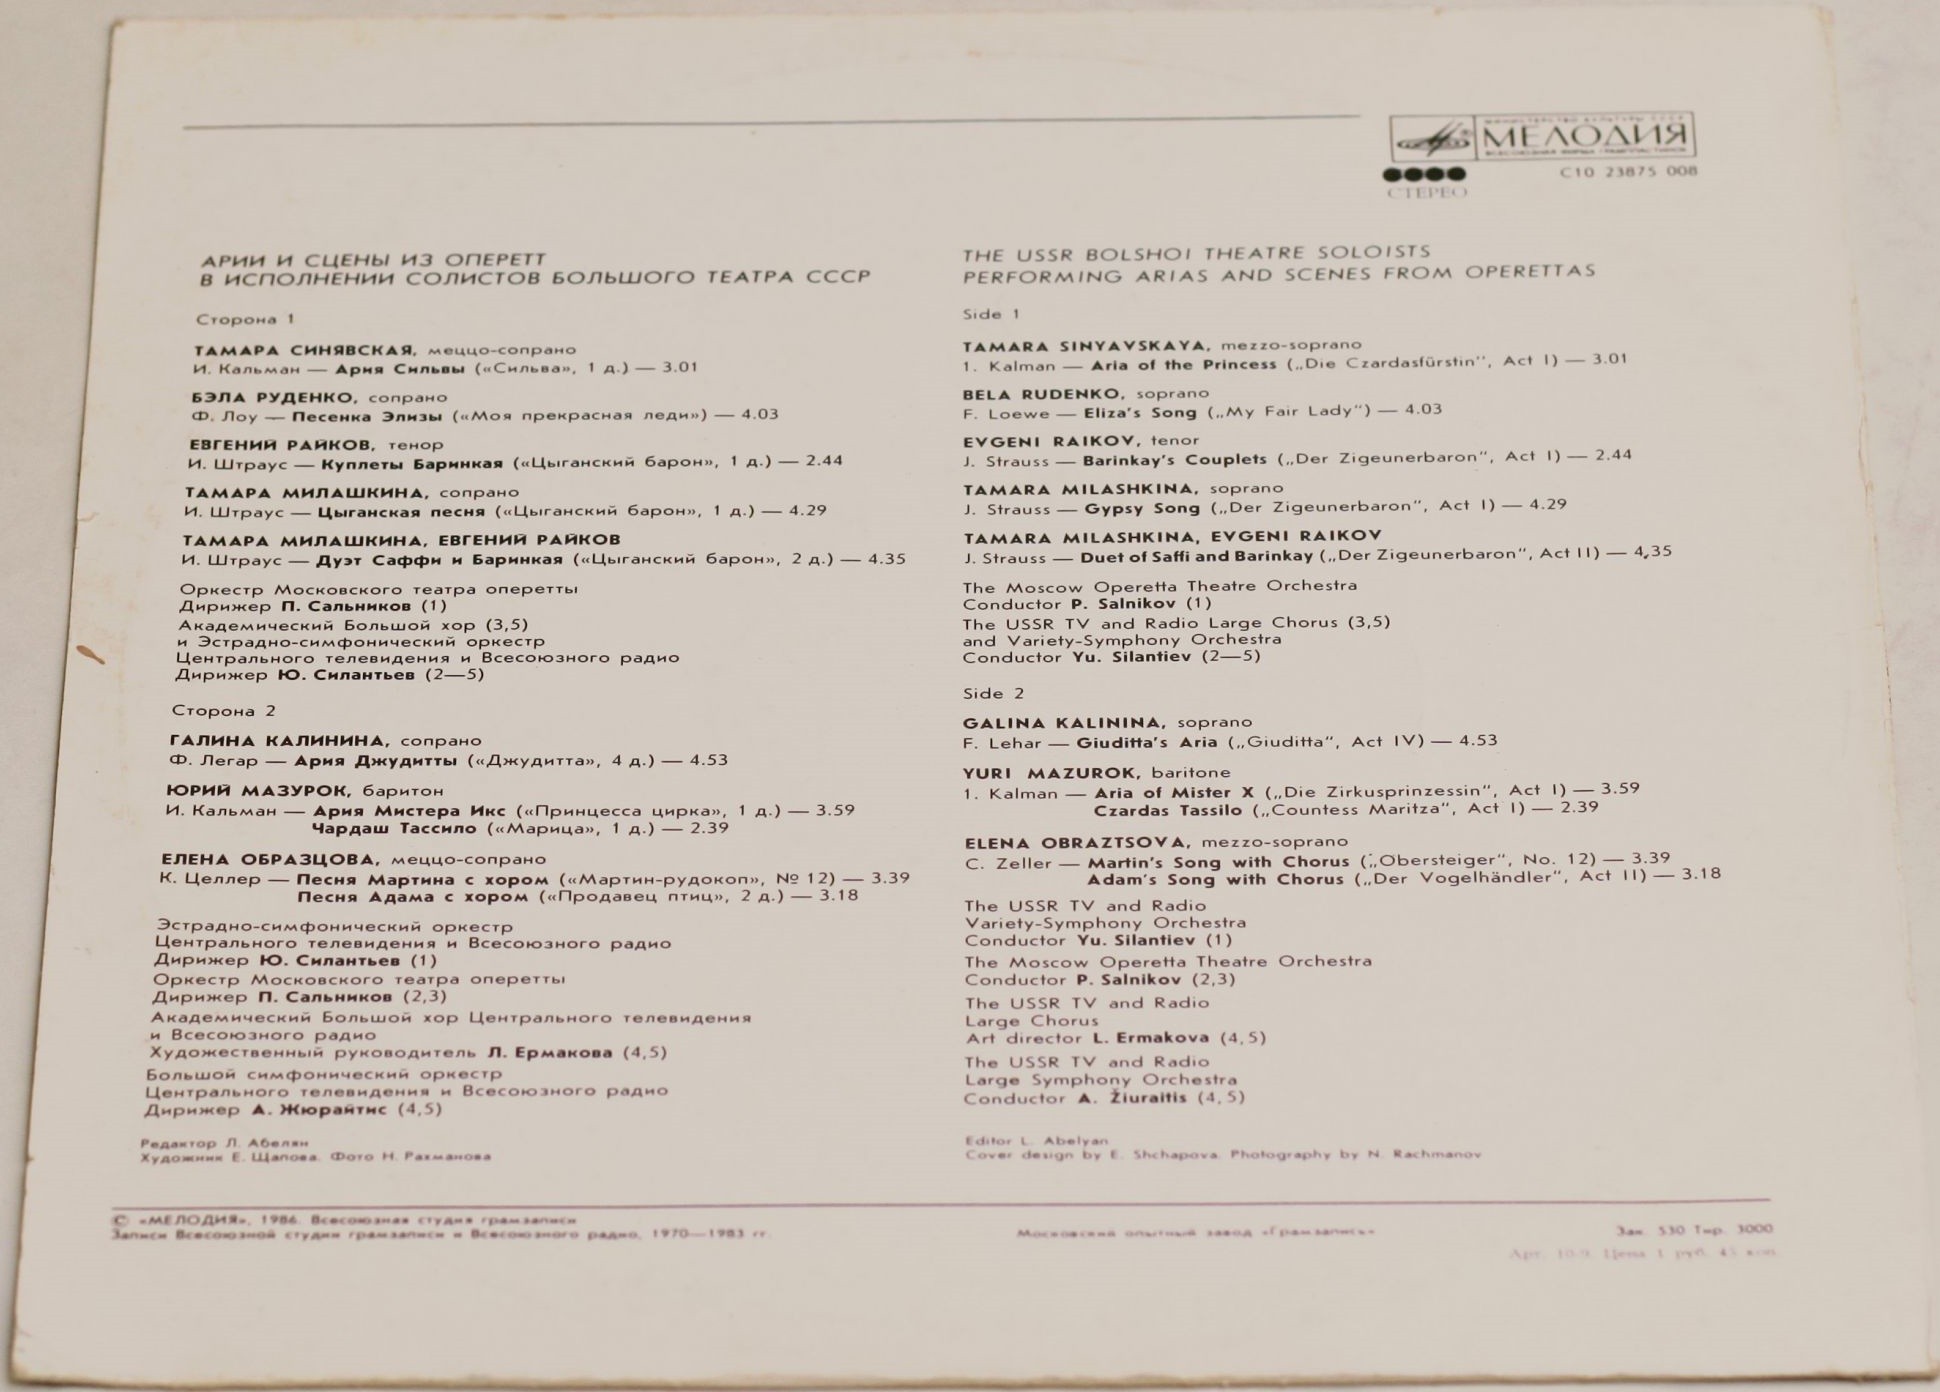 МИНИСТЕРСТВО КУЛЬТУРЫ СССР
МЕЛОДИЯ
ВСЕСОЮЗНАЯ ФИРМА ГРАМПЛАСТИНОК
СТЕРЕО
С10 23875 008
АРИИ И СЦЕНЫ ИЗ ОПЕРЕТТ
В ИСПОЛНЕНИИ СОЛИСТОВ БОЛЬШОГО ТЕАТРА СССР
Сторона 1
ТАМАРА СИНЯВСКАЯ, меццо-сопрано
И. Кальман — Ария Сильвы («Сильва», 1 д.) — 3.01
БЭЛА РУДЕНКО, сопрано
Ф. Лоу — Песенка Элизы («Моя прекрасная леди») — 4.03
ЕВГЕНИЙ РАЙКОВ, тенор
И. Штраус — Куплеты Баринкая («Цыганский барон», 1 д.) — 2.44
ТАМАРА МИЛАШКИНА, сопрано
И. Штраус — Цыганская песня («Цыганский барон», 1 д.) — 4.29
ТАМАРА МИЛАШКИНА, ЕВГЕНИЙ РАЙКОВ
И. Штраус — Дуэт Саффи и Баринкая («Цыганский барон», 2 д.) — 4.35
Оркестр Московского театра оперетты
Дирижер П. Сальников (1)
Академический Большой хор (3,5)
и Эстрадно-симфонический оркестр
Центрального телевидения и Всесоюзного радио
Дирижер Ю. Силантьев (2—5)
Сторона 2
ГАЛИНА КАЛИНИНА, сопрано
Ф. Легар — Ария Джудитты («Джудитта», 4 д.) — 4.53
ЮРИЙ МАЗУРОК, баритон
И. Кальман — Ария Мистера Икс («Принцесса цирка», 1 д.) — 3.59
Чардаш Тассило («Марица», 1 д.) — 2.39
ЕЛЕНА ОБРАЗЦОВА, меццо-сопрано
К. Целлер — Песня Мартина с хором («Мартин-рудокоп», № 12) — 3.39
Песня Адама с хором («Продавец птиц», 2 д.) — 3.18
Эстрадно-симфонический оркестр
Центрального телевидения и Всесоюзного радио
Дирижер Ю. Силантьев (1)
Оркестр Московского театра оперетты
Дирижер П. Сальников (2,3)
Академический Большой хор Центрального телевидения
и Всесоюзного радио
Художественный руководитель Л. Ермакова (4,5)
Большой симфонический оркестр
Центрального телевидения и Всесоюзного радио
Дирижер А. Жюрайтис (4,5)
Редактор Л. Абелян
Художник Е. Щапова. Фото Н. Рахманова
THE USSR BOLSHOI THEATRE SOLOISTS
PERFORMING ARIAS AND SCENES FROM OPERETTAS
Side 1
TAMARA SINYAVSKAYA, mezzo-soprano
1. Kalman — Aria of the Princess („Die Czardasfürstin“, Act I) — 3.01
BELA RUDENKO, soprano
F. Loewe — Eliza's Song („My Fair Lady“) — 4.03
EVGENI RAIKOV, tenor
J. Strauss — Barinkay's Couplets („Der Zigeunerbaron“, Act I) — 2.44
TAMARA MILASHKINA, soprano
J. Strauss — Gypsy Song („Der Zigeunerbaron“, Act I) — 4.29
TAMARA MILASHKINA, EVGENI RAIKOV
J. Strauss — Duet of Saffi and Barinkay („Der Zigeunerbaron“, Act II) — 4,35
The Moscow Operetta Theatre Orchestra
Conductor P. Salnikov (1)
The USSR TV and Radio Large Chorus (3,5)
and Variety-Symphony Orchestra
Conductor Yu. Silantiev (2—5)
Side 2
GALINA KALININA, soprano
F. Lehar — Giuditta's Aria („Giuditta“, Act IV) — 4.53
YURI MAZUROK, baritone
1. Kalman — Aria of Mister X („Die Zirkusprinzessin“, Act I) — 3.59
Czardas Tassilo („Countess Maritza“, Act I) — 2.39
ELENA OBRAZTSOVA, mezzo-soprano
C. Zeller — Martin's Song with Chorus („Obersteiger“, No. 12) — 3.39
Adam's Song with Chorus („Der Vogelhändler“, Act II) — 3.18
The USSR TV and Radio
Variety-Symphony Orchestra
Conductor Yu. Silantiev (1)
The Moscow Operetta Theatre Orchestra
Conductor P. Salnikov (2,3)
The USSR TV and Radio
Large Chorus
Art director L. Ermakova (4,5)
The USSR TV and Radio
Large Symphony Orchestra
Conductor A. Žiuraitis (4,5)
Editor L. Abelyan
Cover design by E. Shchapova. Photography by N. Rachmanov
© «МЕЛОДИЯ», 1986. Всесоюзная студия грамзаписи
Записи Всесоюзной студии грамзаписи и Всесоюзного радио, 1970—1983 гг.
Московский опытный завод «Грамзапись»
Зак. 530 Тир. 3000
Арт. 10-9. Цена 1 руб. 45 коп.